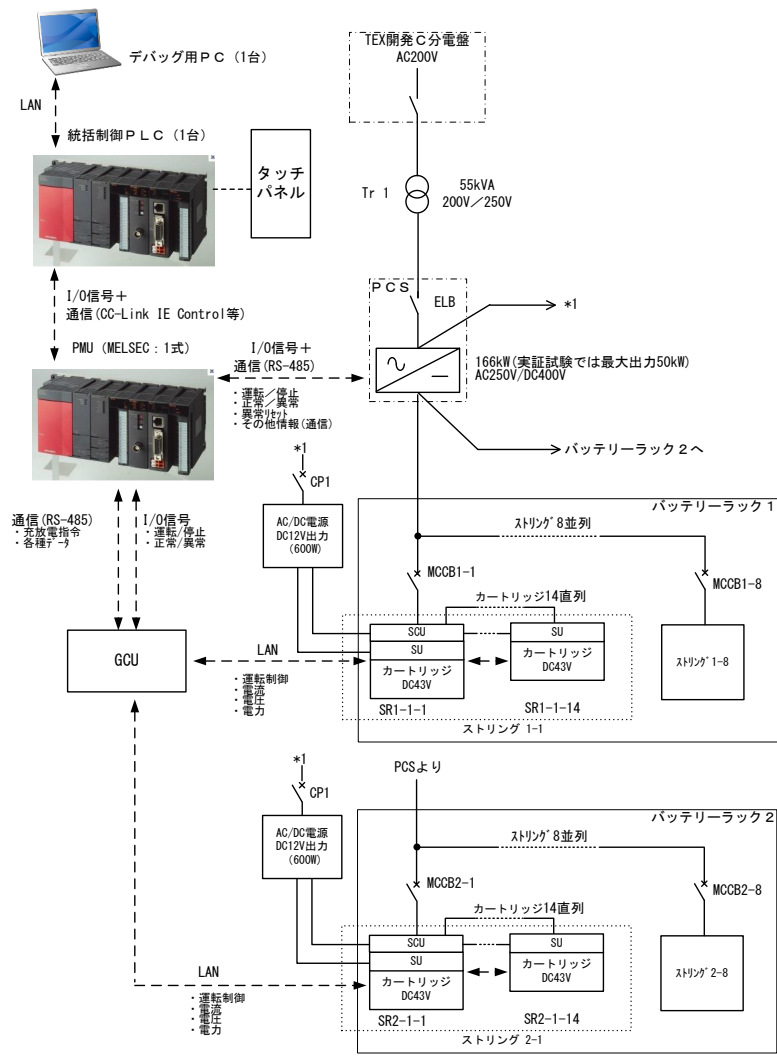 デバッグ用PC (1台)
LAN
統括制御PLC (1台)
タッチ
パネル
I/O信号+
通信(CC-Link IE Control等)
PMU (MELSEC:1式)
I/O信号+
通信(RS-485)
・運転/停止
・正常/異常
・異常リセット
・その他情報(通信)
通信(RS-485)
・充放電指令
・各種データ
I/O信号
・運転/停止
・正常/異常
GCU
LAN
・運転制御
・電流
・電圧
・電力
LAN
・運転制御
・電流
・電圧
・電力
TEX開発C分電盤
AC200V
Tr 1
55kVA
200V/250V
PCS
ELB
*1
166kW(実証試験では最大出力50kW)
AC250V/DC400V
バッテリーラック2へ
*1
CP1
AC/DC電源
DC12V出力
(600W)
バッテリーラック1
ストリング8並列
MCCB1-1
MCCB1-8
カートリッジ14直列
SCU
SU
カートリッジ
DC43V
SU
カートリッジ
DC43V
SR1-1-1
SR1-1-14
ストリング 1-1
ストリング1-8
*1
CP1
AC/DC電源
DC12V出力
(600W)
PCSより
バッテリーラック2
ストリング8並列
MCCB2-1
MCCB2-8
カートリッジ14直列
SCU
SU
カートリッジ
DC43V
SU
カートリッジ
DC43V
SR2-1-1
SR2-1-14
ストリング 2-1
ストリング2-8